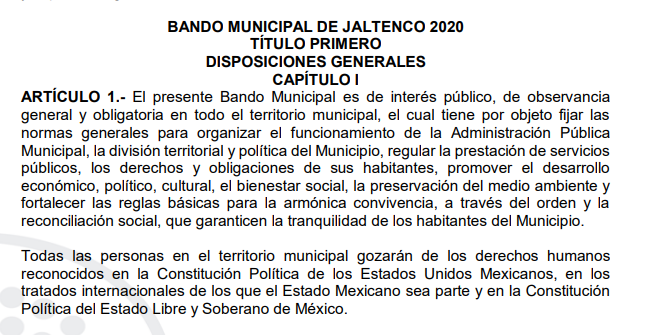 BANDO MUNICIPAL DE JALTENCO 2020
TÍTULO PRIMERO
DISPOSICIONES GENERALES
CAPÍTULO I
ARTÍCULO 1.- El presente Bando Municipal es de interés público, de observancia
general y obligatoria en todo el territorio municipal, el cual tiene por objeto fijar las
normas generales para organizar el funcionamiento de la Administración Pública
Municipal, la división territorial y política del Municipio, regular la prestación de servicios
públicos, los derechos y obligaciones de sus habitantes, promover el desarrollo
económico, político, cultural, el bienestar social, la preservación del medio ambiente y
fortalecer las reglas básicas para la armónica convivencia, a través del orden y la
reconciliación social, que garanticen la tranquilidad de los habitantes del Municipio.
Todas las personas en el territorio municipal gozarán de los derechos humanos
reconocidos en la Constitución Política de los Estados Unidos Mexicanos, en los
tratados internacionales de los que el Estado Mexicano sea parte y en la Constitución
Política del Estado Libre y Soberano de México.